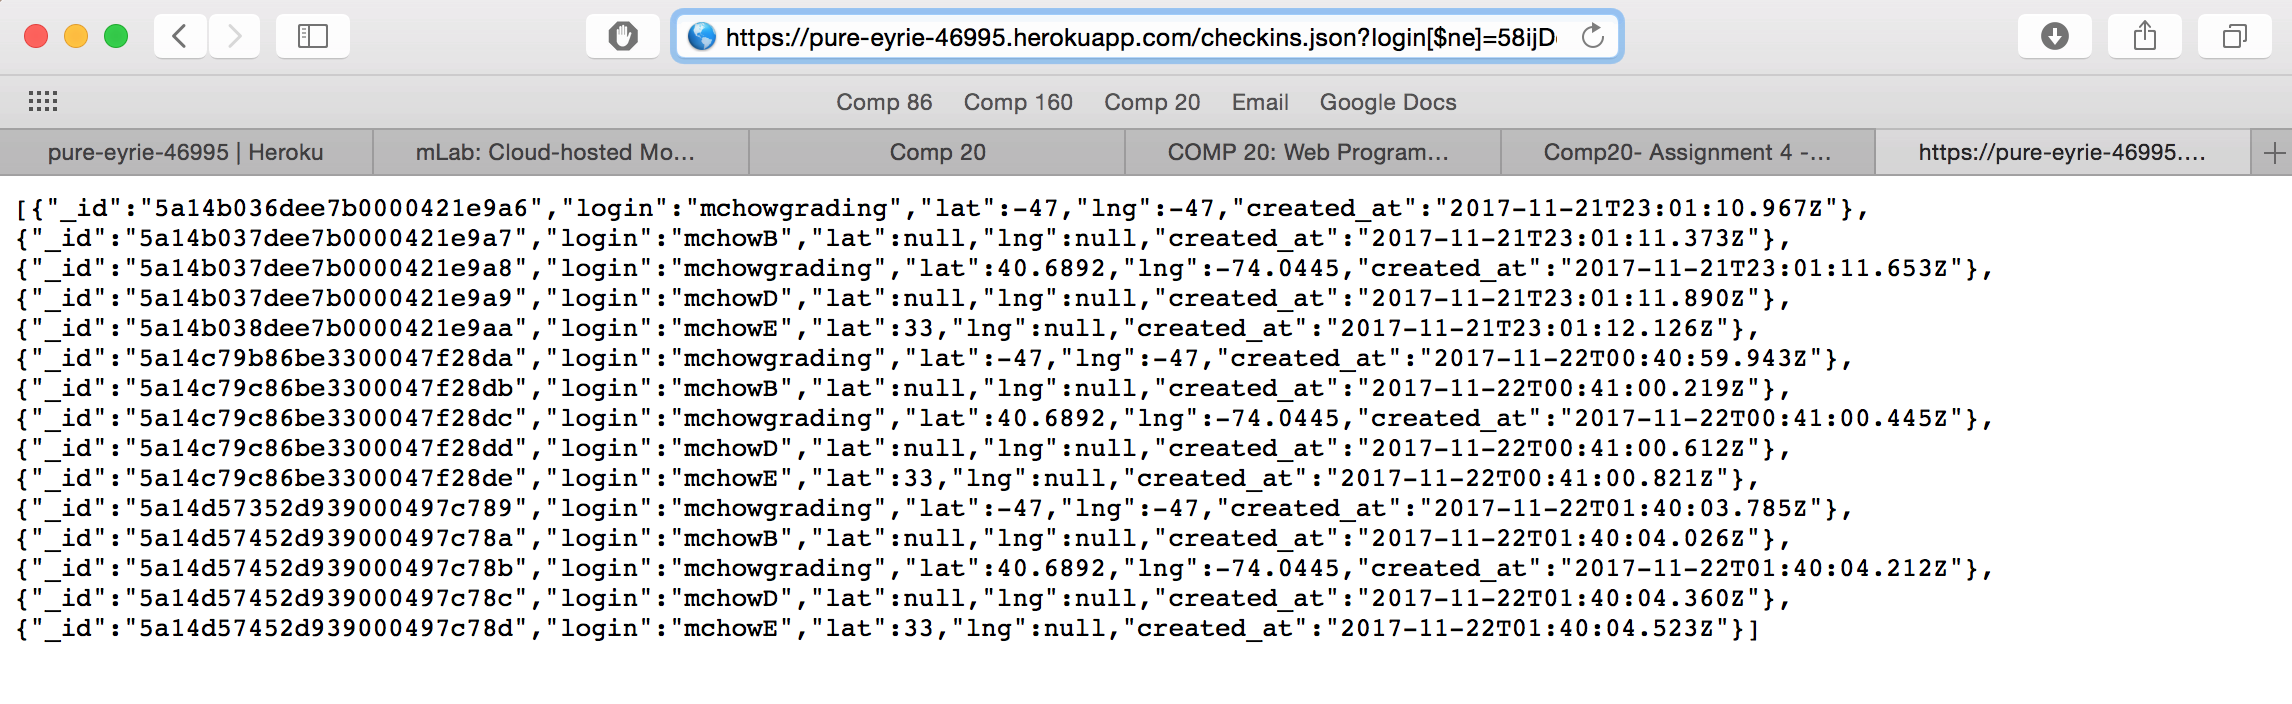 https://pure-eyrie-46995.herokuapp.com/checkins.json?login[$ne]=58ijD
Comp 86 Comp 160 Comp 20 Email Google Docs
pure-eyrie-46995 | Heroku mLab: Cloud-hosted Mo... Comp 20 COMP 20: Web Program... Comp20- Assignment 4 -... https://pure-eyrie-46995....
[{"_id":"5a14b036dee7b0000421e9a6","login":"mchowgrading","lat":-47,"lng":-47,"created_at":"2017-11-21T23:01:10.967Z"},
{"_id":"5a14b037dee7b0000421e9a7","login":"mchowB","lat":null,"lng":null,"created_at":"2017-11-21T23:01:11.373Z"},
{"_id":"5a14b037dee7b0000421e9a8","login":"mchowgrading","lat":40.6892,"lng":-74.0445,"created_at":"2017-11-21T23:01:11.653Z"},
{"_id":"5a14b037dee7b0000421e9a9","login":"mchowD","lat":null,"lng":null,"created_at":"2017-11-21T23:01:11.890Z"},
{"_id":"5a14b038dee7b0000421e9aa","login":"mchowE","lat":33,"lng":null,"created_at":"2017-11-21T23:01:12.126Z"},
{"_id":"5a14c79b86be3300047f28da","login":"mchowgrading","lat":-47,"lng":-47,"created_at":"2017-11-22T00:40:59.943Z"},
{"_id":"5a14c79c86be3300047f28db","login":"mchowB","lat":null,"lng":null,"created_at":"2017-11-22T00:41:00.219Z"},
{"_id":"5a14c79c86be3300047f28dc","login":"mchowgrading","lat":40.6892,"lng":-74.0445,"created_at":"2017-11-22T00:41:00.445Z"},
{"_id":"5a14c79c86be3300047f28dd","login":"mchowD","lat":null,"lng":null,"created_at":"2017-11-22T00:41:00.612Z"},
{"_id":"5a14c79c86be3300047f28de","login":"mchowE","lat":33,"lng":null,"created_at":"2017-11-22T00:41:00.821Z"},
{"_id":"5a14d57352d939000497c789","login":"mchowgrading","lat":-47,"lng":-47,"created_at":"2017-11-22T01:40:03.785Z"},
{"_id":"5a14d57452d939000497c78a","login":"mchowB","lat":null,"lng":null,"created_at":"2017-11-22T01:40:04.026Z"},
{"_id":"5a14d57452d939000497c78b","login":"mchowgrading","lat":40.6892,"lng":-74.0445,"created_at":"2017-11-22T01:40:04.212Z"},
{"_id":"5a14d57452d939000497c78c","login":"mchowD","lat":null,"lng":null,"created_at":"2017-11-22T01:40:04.360Z"},
{"_id":"5a14d57452d939000497c78d","login":"mchowE","lat":33,"lng":null,"created_at":"2017-11-22T01:40:04.523Z"}]